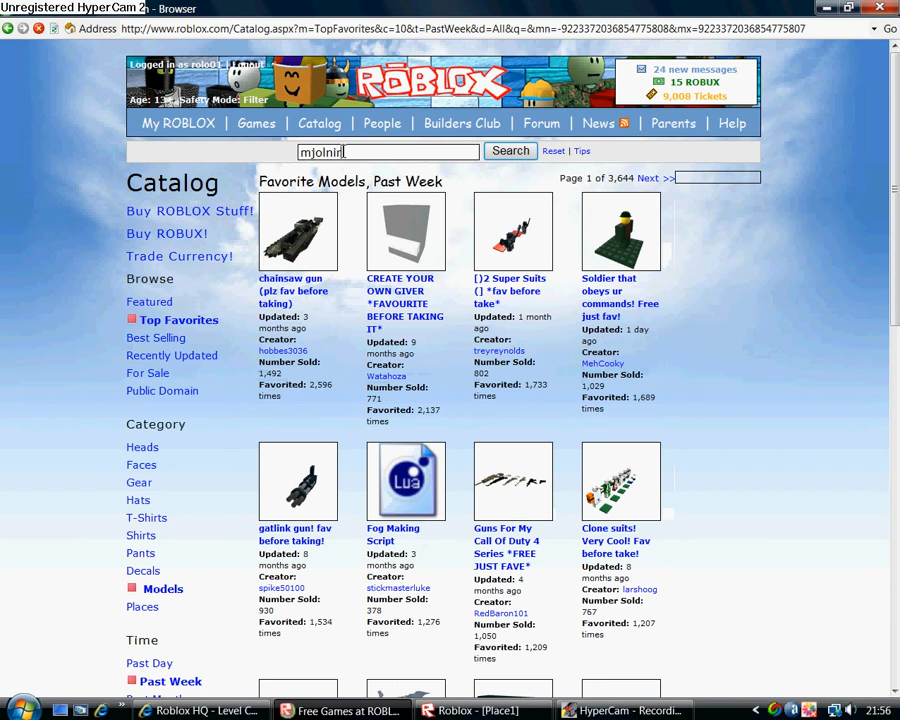 Unregistered HyperCam 2
n - Browser
Address http://www.roblox.com/Catalog.aspx?m=TopFavorites&c=10&t=PastWeek&d=All&q=&mn=-9223372036854775808&mx=9223372036854775807
Go
Logged in as rolo01 | Logout
Age: 13+, Safety Mode: Filter
ROBLOX
24 new messages
15 ROBUX
9,008 Tickets
My ROBLOX | Games | Catalog | People | Builders Club | Forum | News | Parents | Help
mjolnir Search Reset | Tips
Catalog
Buy ROBLOX Stuff!
Buy ROBUX!
Trade Currency!
Browse
Featured
Top Favorites
Best Selling
Recently Updated
For Sale
Public Domain
Category
Heads
Faces
Gear
Hats
T-Shirts
Shirts
Pants
Decals
Models
Places
Time
Past Day
Past Week
Favorite Models, Past Week
Page 1 of 3,644 Next >>
chainsaw gun
(plz fav before
taking)
Updated: 3
months ago
Creator:
hobbes3036
Number Sold:
1,492
Favorited: 2,596
times
CREATE YOUR
OWN GIVER
*FAVOURITE
BEFORE TAKING
IT*
Updated: 9
months ago
Creator:
Watahoza
Number Sold:
771
Favorited: 2,137
times
[)2 Super Suits
(] *fav before
take*
Updated: 1 month
ago
Creator:
treyreynolds
Number Sold:
802
Favorited: 1,733
times
Soldier that
obeys ur
commands! Free
just fav!
Updated: 1 day
ago
Creator:
MehCooky
Number Sold:
1,029
Favorited: 1,689
times
gatlink gun! fav
before taking!
Updated: 8
months ago
Creator:
spike50100
Number Sold:
930
Favorited: 1,534
times
Lua
Fog Making
Script
Updated: 3
months ago
Creator:
stickmasterluke
Number Sold:
378
Favorited: 1,276
times
Guns For My
Call Of Duty 4
Series *FREE
JUST FAVE*
Updated: 4
months ago
Creator:
RedBaron101
Number Sold:
1,050
Favorited: 1,209
times
Clone suits!
Very Cool! Fav
before take!
Updated: 8
months ago
Creator: larshoog
Number Sold:
767
Favorited: 1,207
times
Roblox HQ - Level C...
Free Games at ROBL...
Roblox - [Place1]
HyperCam - Recordi...
21:56